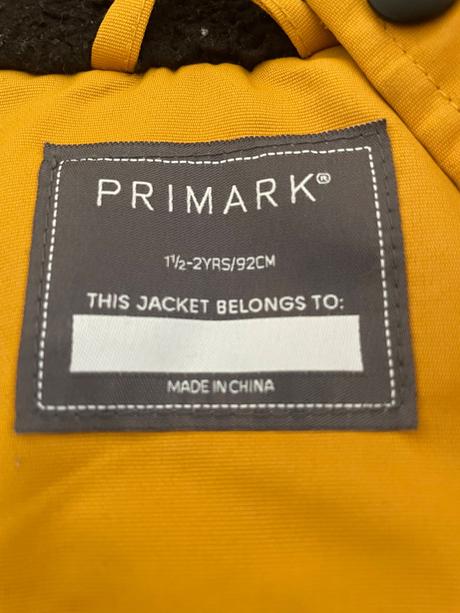 PRIMARK®
1½-2YRS/92CM
THIS JACKET BELONGS TO:
MADE IN CHINA